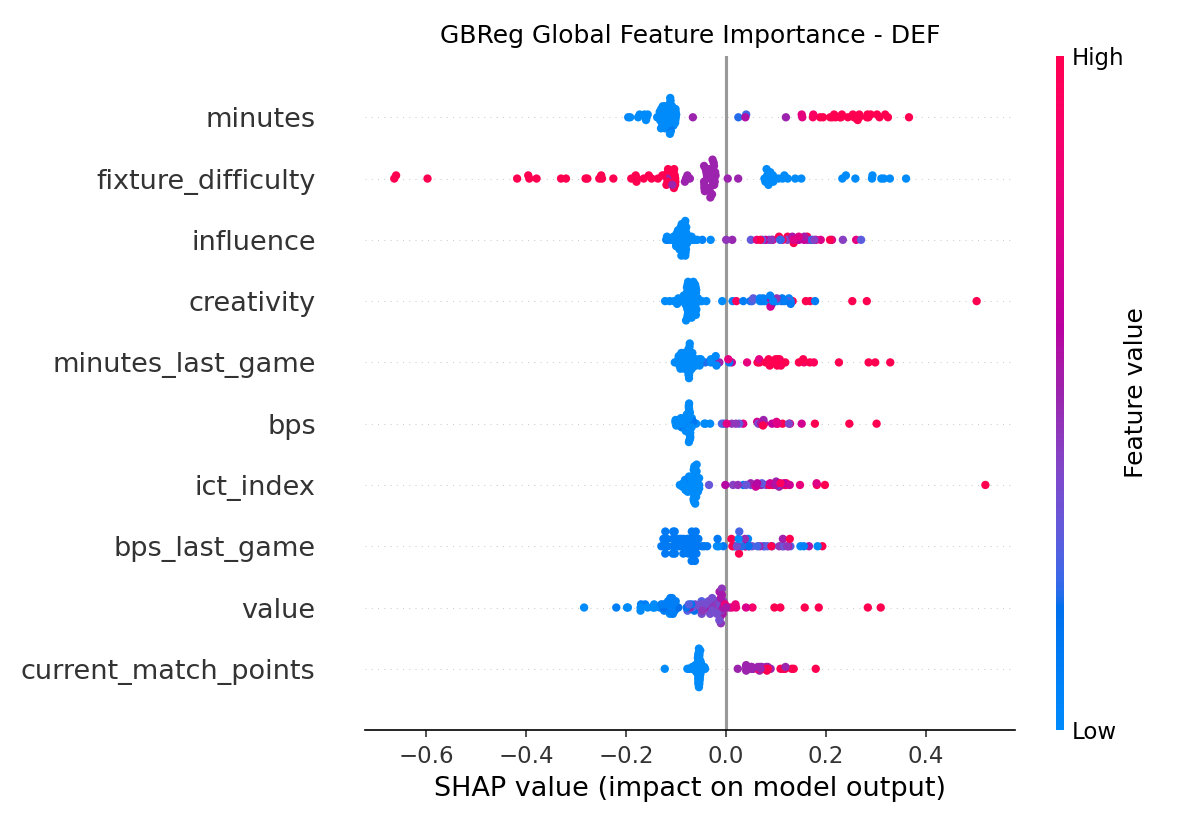 GBReg Global Feature Importance - DEF
High
minutes
fixture_difficulty
influence
creativity
minutes_last_game
bps
ict_index
bps_last_game
value
current_match_points
Feature value
Low
−0.6 −0.4 −0.2 0.0 0.2 0.4
SHAP value (impact on model output)